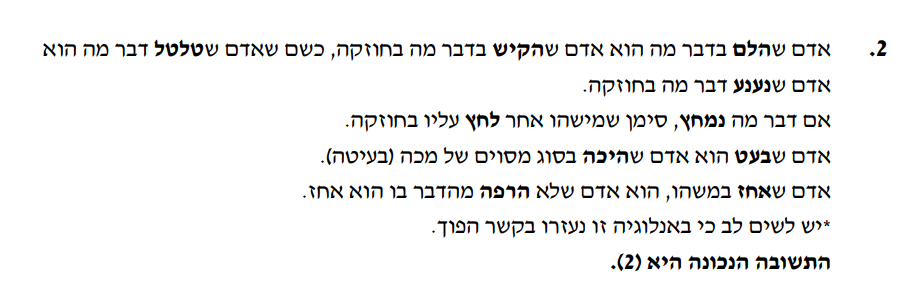 2. אדם שהלם בדבר מה הוא אדם שהקיש בדבר מה בחוזקה, כשם שאדם שטלטל דבר מה הוא
אדם שנענע דבר מה בחוזקה.
אם דבר מה נמחץ, סימן שמישהו אחר לחץ עליו בחוזקה.
אדם שבעט הוא אדם שהיכה בסוג מסוים של מכה (בעיטה).
אדם שאחז במשהו, הוא אדם שלא הרפה מהדבר בו הוא אחז.
*יש לשים לב כי באנלוגיה זו נעזרו בקשר הפוך.
התשובה הנכונה היא (2).